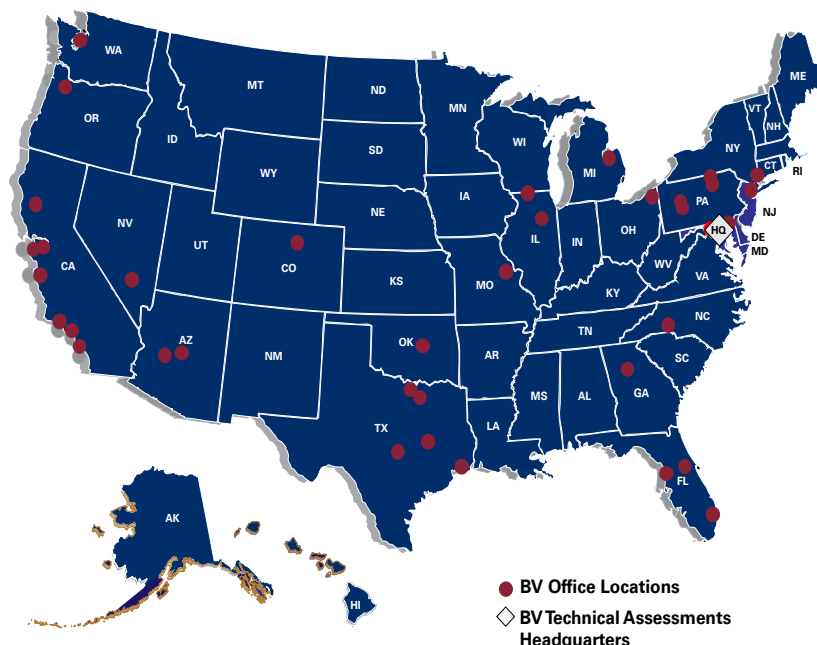 WA
MT
ND
MN
ME
VT
NH
OR
ID
SD
WI
NY
MI
CT
RI
WY
IA
PA
NE
NJ
NV
UT
IL
IN
OH
HQ
DE
MD
CO
CA
KS
MO
WV
VA
KY
NC
TN
AZ
NM
OK
AR
SC
MS
AL
GA
TX
LA
FL
AK
HI
BV Office Locations
BV Technical Assessments
Headquarters